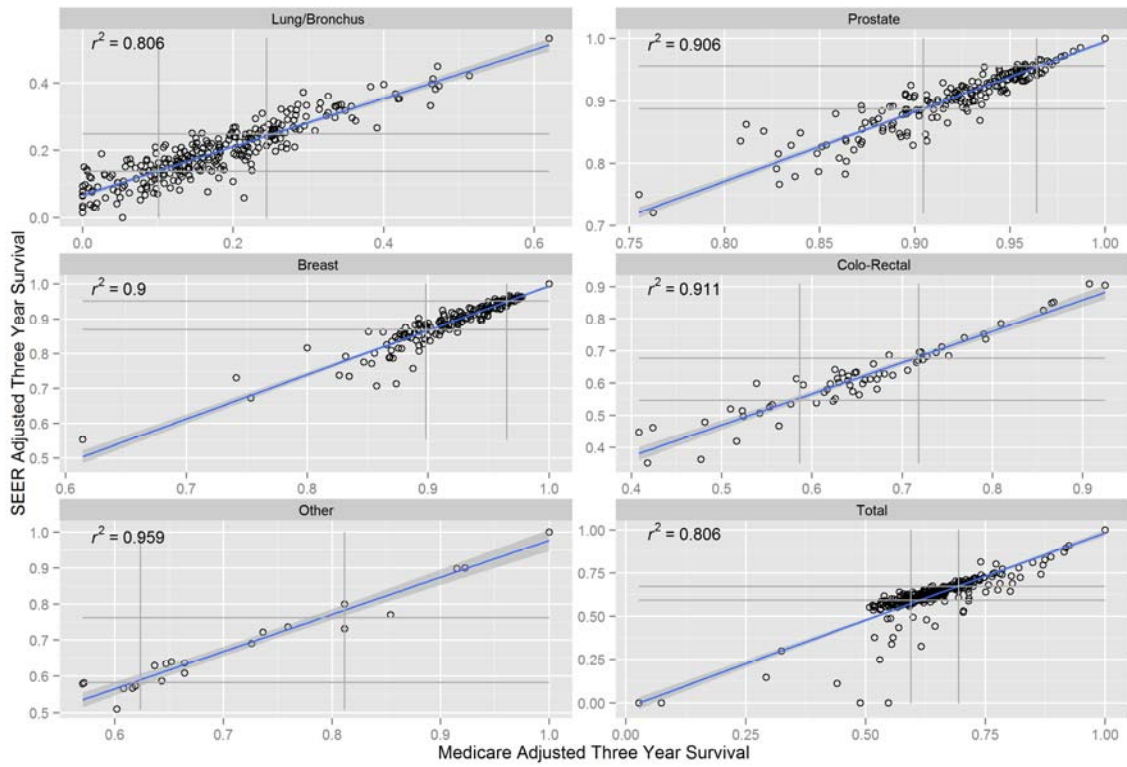 Lung/Bronchus
r² = 0.806
0.4
0.2
0.0
0.0 0.2 0.4 0.6
Prostate
r² = 0.906
1.0
0.9
0.8
0.7
0.75 0.80 0.85 0.90 0.95 1.00
Breast
r² = 0.9
1.0
0.9
0.8
0.7
0.6
0.5
0.6 0.7 0.8 0.9 1.0
Colo-Rectal
r² = 0.911
0.9
0.8
0.7
0.6
0.5
0.4
0.4 0.5 0.6 0.7 0.8 0.9
Other
r² = 0.959
1.0
0.9
0.8
0.7
0.6
0.5
0.6 0.7 0.8 0.9 1.0
Total
r² = 0.806
1.00
0.75
0.50
0.25
0.00
0.00 0.25 0.50 0.75 1.00
SEER Adjusted Three Year Survival
Medicare Adjusted Three Year Survival